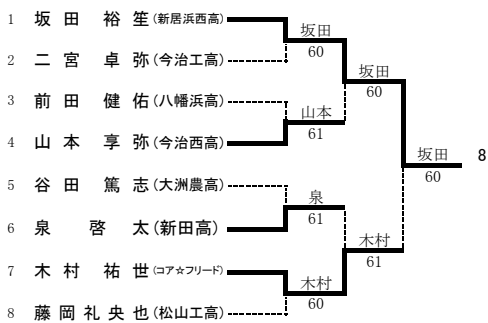 1 坂田 裕笙 (新居浜西高)
坂田
60
2 二宮 卓弥 (今治工高)
坂田
60
3 前田 健佑 (八幡浜高)
山本
61
4 山本 享弥 (今治西高)
坂田
60
8
5 谷田 篤志 (大洲農高)
泉
61
6 泉 啓太 (新田高)
木村
61
7 木村 祐世 (コア☆フリード)
木村
60
8 藤岡礼央也 (松山工高)